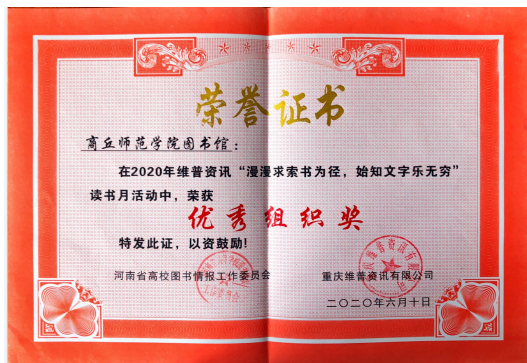 荣誉证书
商丘师范学院图书馆:
在2020年维普资讯“漫漫求索书为径，始知文字乐无穷”
读书月活动中，荣获
优秀组织奖
特发此证，以资鼓励!
河南省高校图书情报工作委员会 重庆维普资讯有限公司
二〇二〇年六月十日